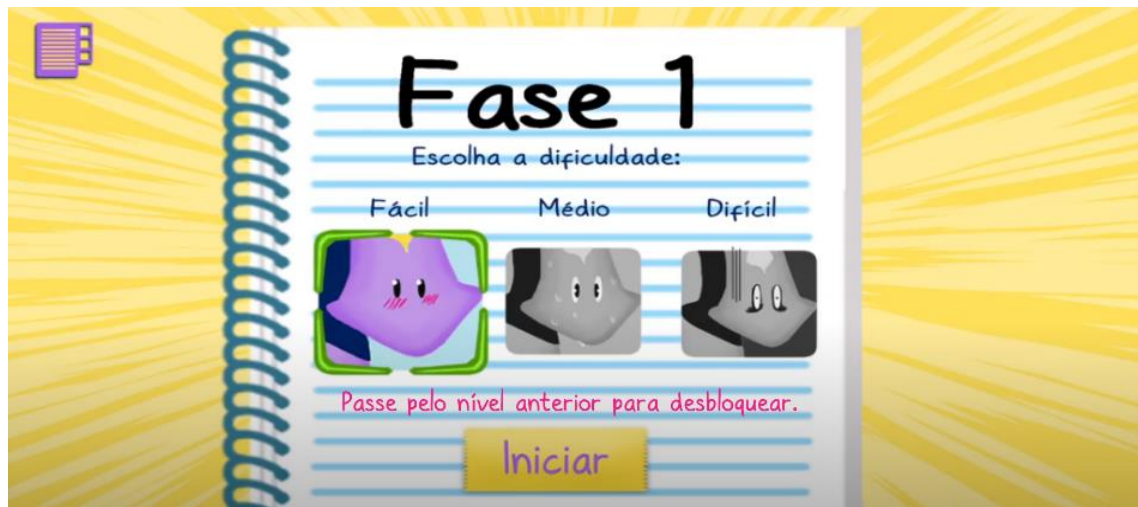 Fase 1
Escolha a dificuldade:
Fácil Médio Difícil
Passe pelo nível anterior para desbloquear.
Iniciar